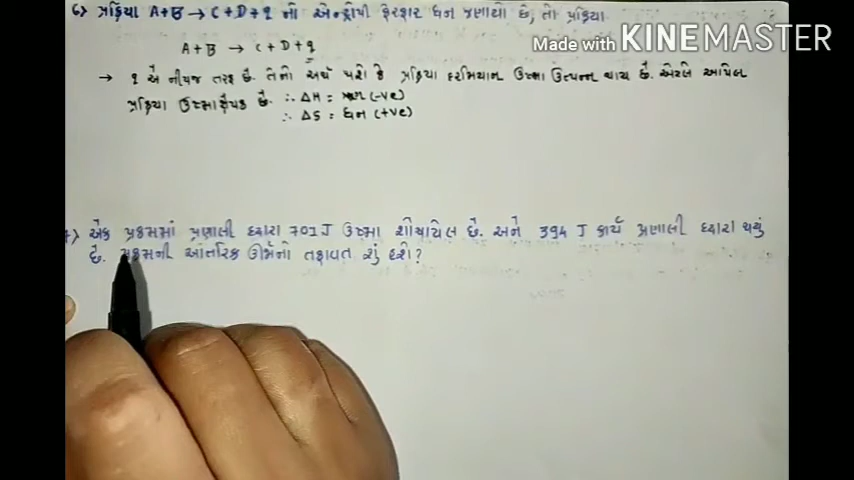 6) પ્રક્રિયા A+B → C+D+q નો એન્ટ્રોપી ફેરફાર ધન જણાયો છે, તો પ્રક્રિયા
Made with KINEMASTER
A+B → C+D+q
→ q એ નીપજ તરફ છે. તેનો અર્થ થશે કે પ્રક્રિયા દરમિયાન ઉષ્મા ઉત્પન્ન થાય છે. એટલે આપેલ
પ્રક્રિયા ઉષ્માક્ષેપક છે. ∴ ΔH = (-ve)
∴ ΔS = ધન (+ve)
7) એક પ્રક્રમમાં પ્રણાલી દ્વારા 701 J ઉષ્મા શોષાયેલ છે. અને 394 J કાર્ય પ્રણાલી દ્વારા થયું
છે. પ્રક્રમની આંતરિક ઊર્જાનો તફાવત શું હશે?